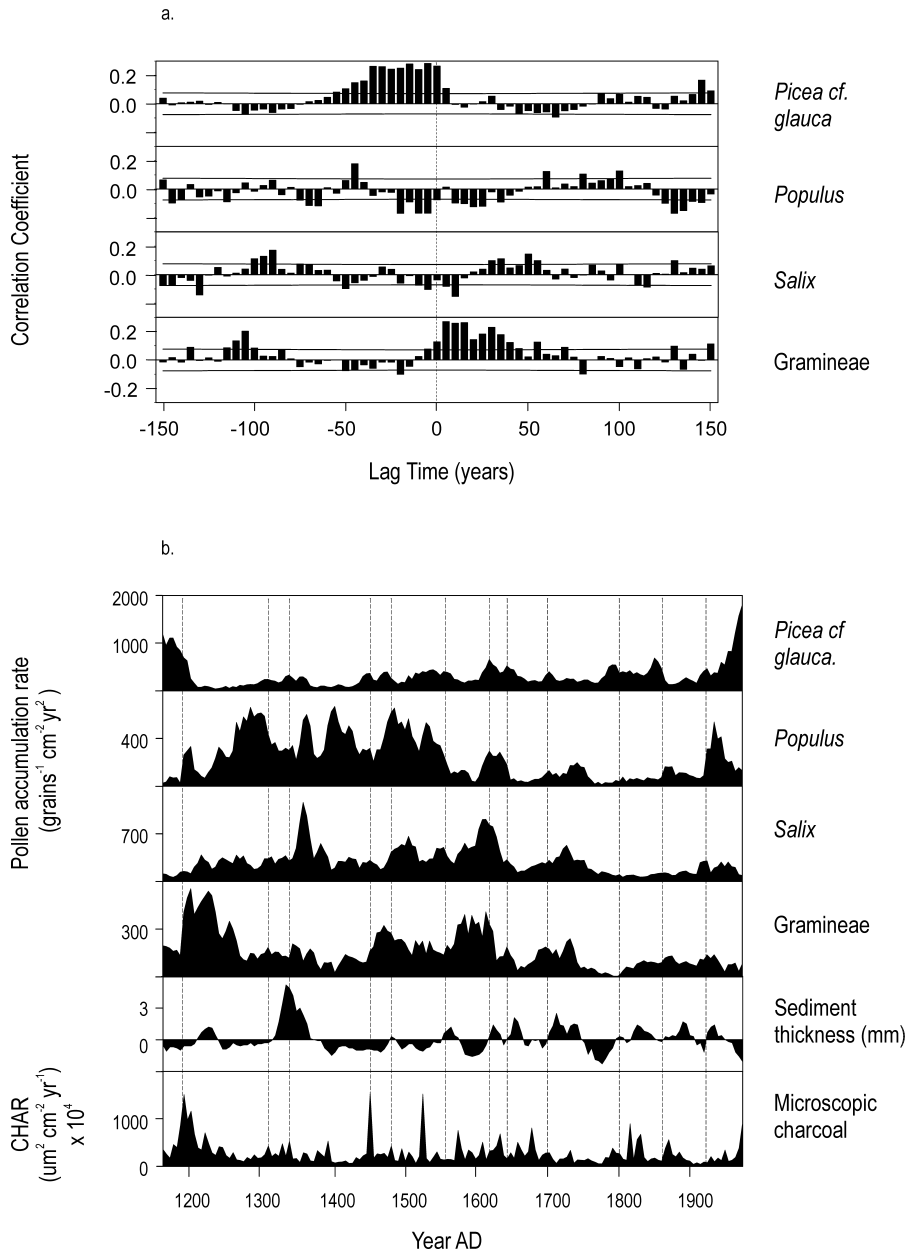 a.
0.2
0.0
Picea cf.
glauca
0.2
0.0
Populus
0.2
0.0
Salix
0.2
0.0
-0.2
Gramineae
Correlation Coefficient
-150 -100 -50 0 50 100 150
Lag Time (years)
b.
2000
1000
Picea cf
glauca.
400
Populus
700
Salix
300
Gramineae
Pollen accumulation rate
(grains⁻¹ cm⁻² yr²)
3
0
Sediment
thickness (mm)
1000
0
Microscopic
charcoal
CHAR
(um² cm⁻² yr⁻¹)
x 10⁴
1200 1300 1400 1500 1600 1700 1800 1900
Year AD